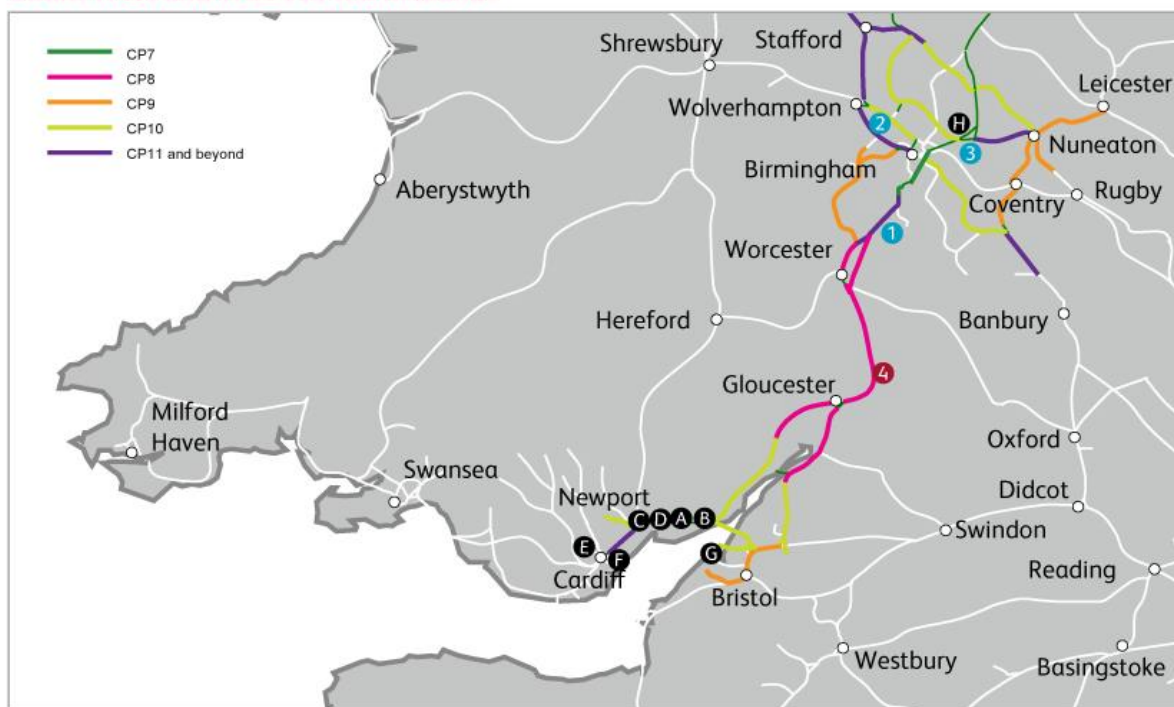 CP7
CP8
CP9
CP10
CP11 and beyond
Shrewsbury
Stafford
Leicester
Wolverhampton
2
H
3
Nuneaton
Birmingham
Aberystwyth
Coventry
Rugby
1
Worcester
Hereford
Banbury
4
Gloucester
Milford
Haven
Oxford
Swansea
Didcot
Newport
C
D
A
B
Swindon
E
F
G
Cardiff
Bristol
Reading
Westbury
Basingstoke